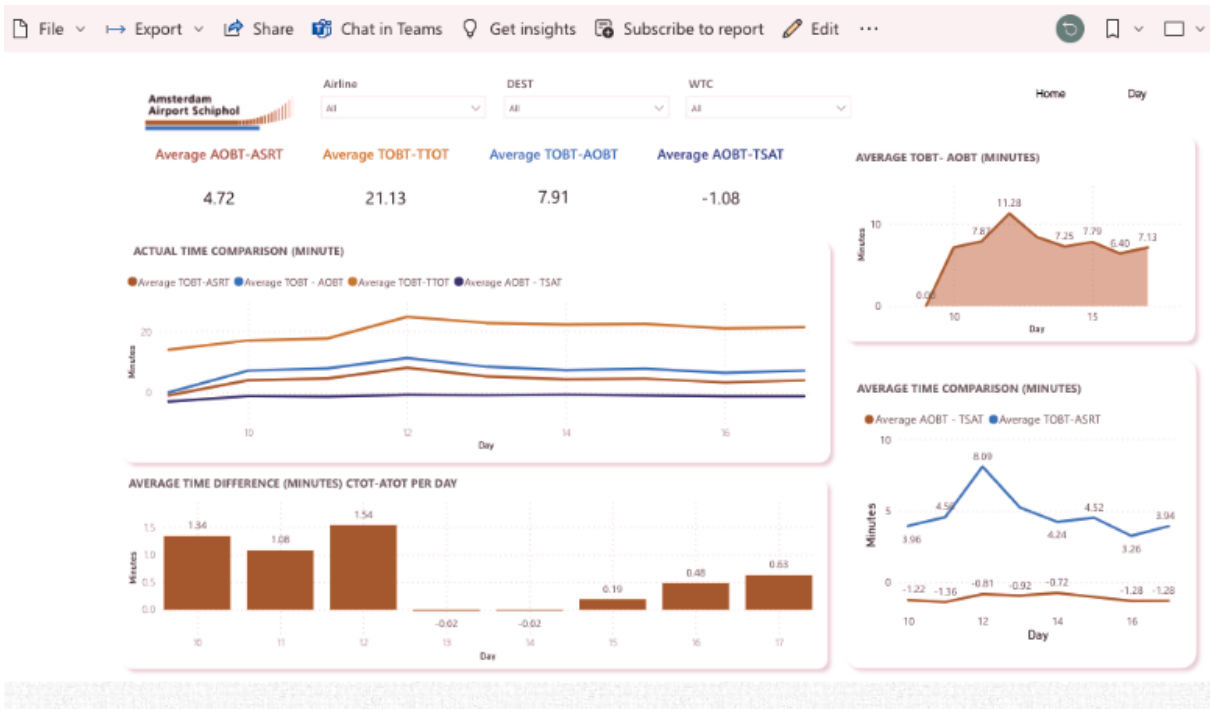 File Export Share Chat in Teams Get insights Subscribe to report Edit ...
Amsterdam
Airport Schiphol
Airline
All
DEST
All
WTC
All
Home
Day
Average AOBT-ASRT
4.72
Average TOBT-TTOT
21.13
Average TOBT-AOBT
7.91
Average AOBT-TSAT
-1.08
AVERAGE TOBT- AOBT (MINUTES)
11.28
7.87
7.25
7.79
6.40
7.13
0.00
10
0
Minutes
10
15
Day
ACTUAL TIME COMPARISON (MINUTE)
Average TOBT-ASRT Average TOBT - AOBT Average TOBT-TTOT Average AOBT - TSAT
20
0
Minutes
10
12
14
16
Day
AVERAGE TIME COMPARISON (MINUTES)
Average AOBT - TSAT Average TOBT-ASRT
10
5
0
Minutes
8.09
3.96
4.24
4.52
3.26
3.94
-1.22
-1.36
-0.81
-0.92
-0.72
-1.28
-1.28
10
12
14
16
Day
AVERAGE TIME DIFFERENCE (MINUTES) CTOT-ATOT PER DAY
1.5
1.0
0.5
0.0
Minutes
1.34
1.08
1.54
-0.02
-0.02
0.19
0.48
0.63
10
11
12
13
14
15
16
17
Day